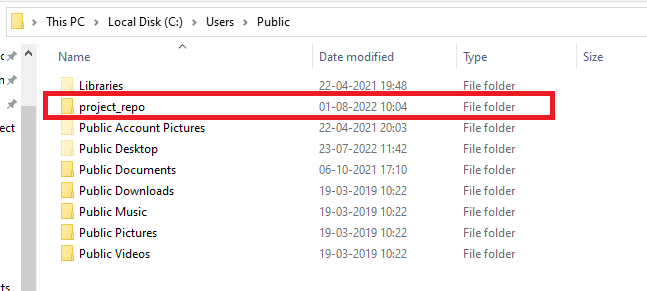 This PC > Local Disk (C:) > Users > Public
Name Date modified Type Size
Libraries 22-04-2021 19:48 File folder
project_repo 01-08-2022 10:04 File folder
Public Account Pictures 22-04-2021 20:03 File folder
Public Desktop 23-07-2022 11:42 File folder
Public Documents 06-10-2021 17:10 File folder
Public Downloads 19-03-2019 10:22 File folder
Public Music 19-03-2019 10:22 File folder
Public Pictures 19-03-2019 10:22 File folder
Public Videos 19-03-2019 10:22 File folder